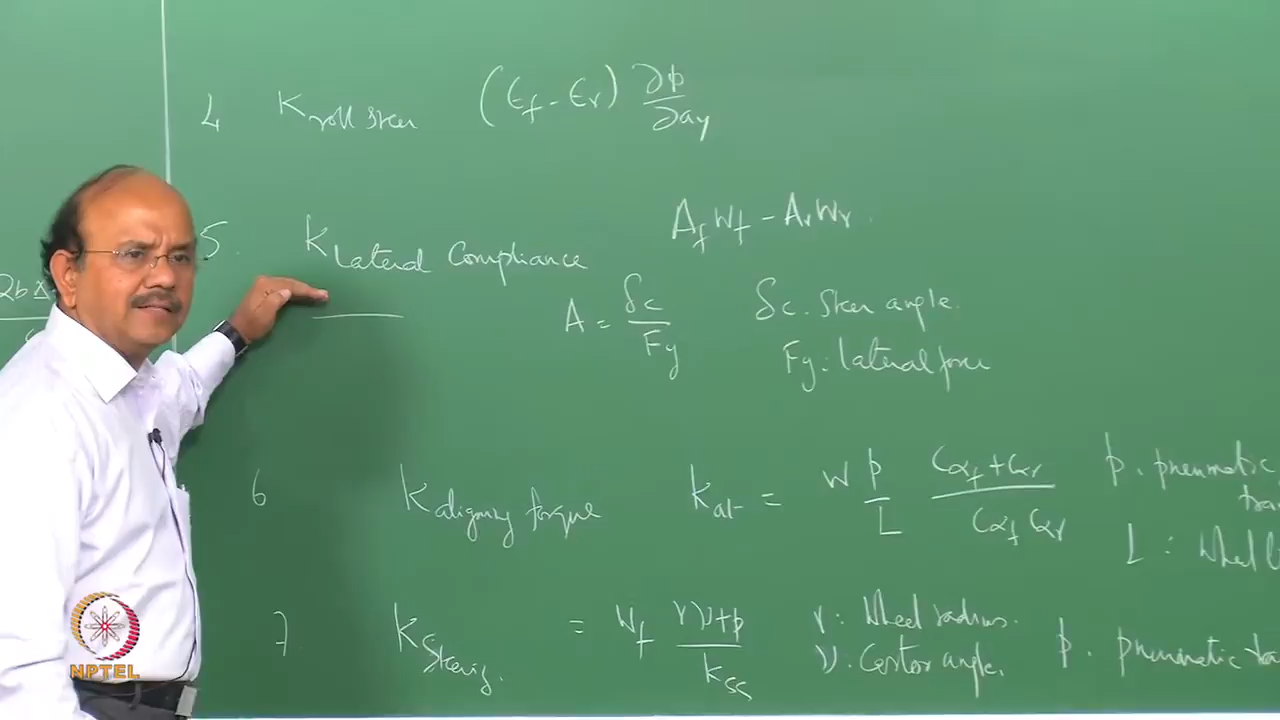 4 K roll steer (ϵf - ϵr) ∂ϕ/∂ay
5. K Lateral Compliance Af Wf - Ar Wr
A = δc/Fy δc. Steer angle.
Fy: lateral force
2b
6 K aligning torque kat = W p/L (Cαf + Cαr)/(Cαf Cαr) p. pneumatic
L: Wheel
7 K Steering. = Wf (rν + p)/kss r: Wheel radius.
ν. Castor angle. p. pneumatic
NPTEL